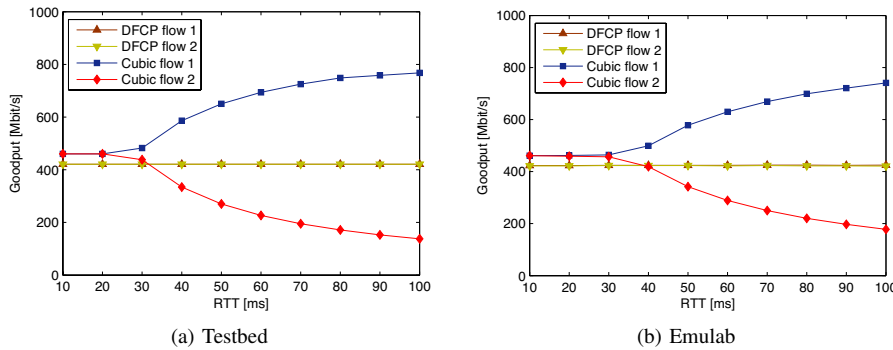 1000
800
600
400
200
0
Goodput [Mbit/s]
DFCP flow 1
DFCP flow 2
Cubic flow 1
Cubic flow 2
10 20 30 40 50 60 70 80 90 100
RTT [ms]
(a) Testbed
1000
800
600
400
200
0
Goodput [Mbit/s]
DFCP flow 1
DFCP flow 2
Cubic flow 1
Cubic flow 2
10 20 30 40 50 60 70 80 90 100
RTT [ms]
(b) Emulab